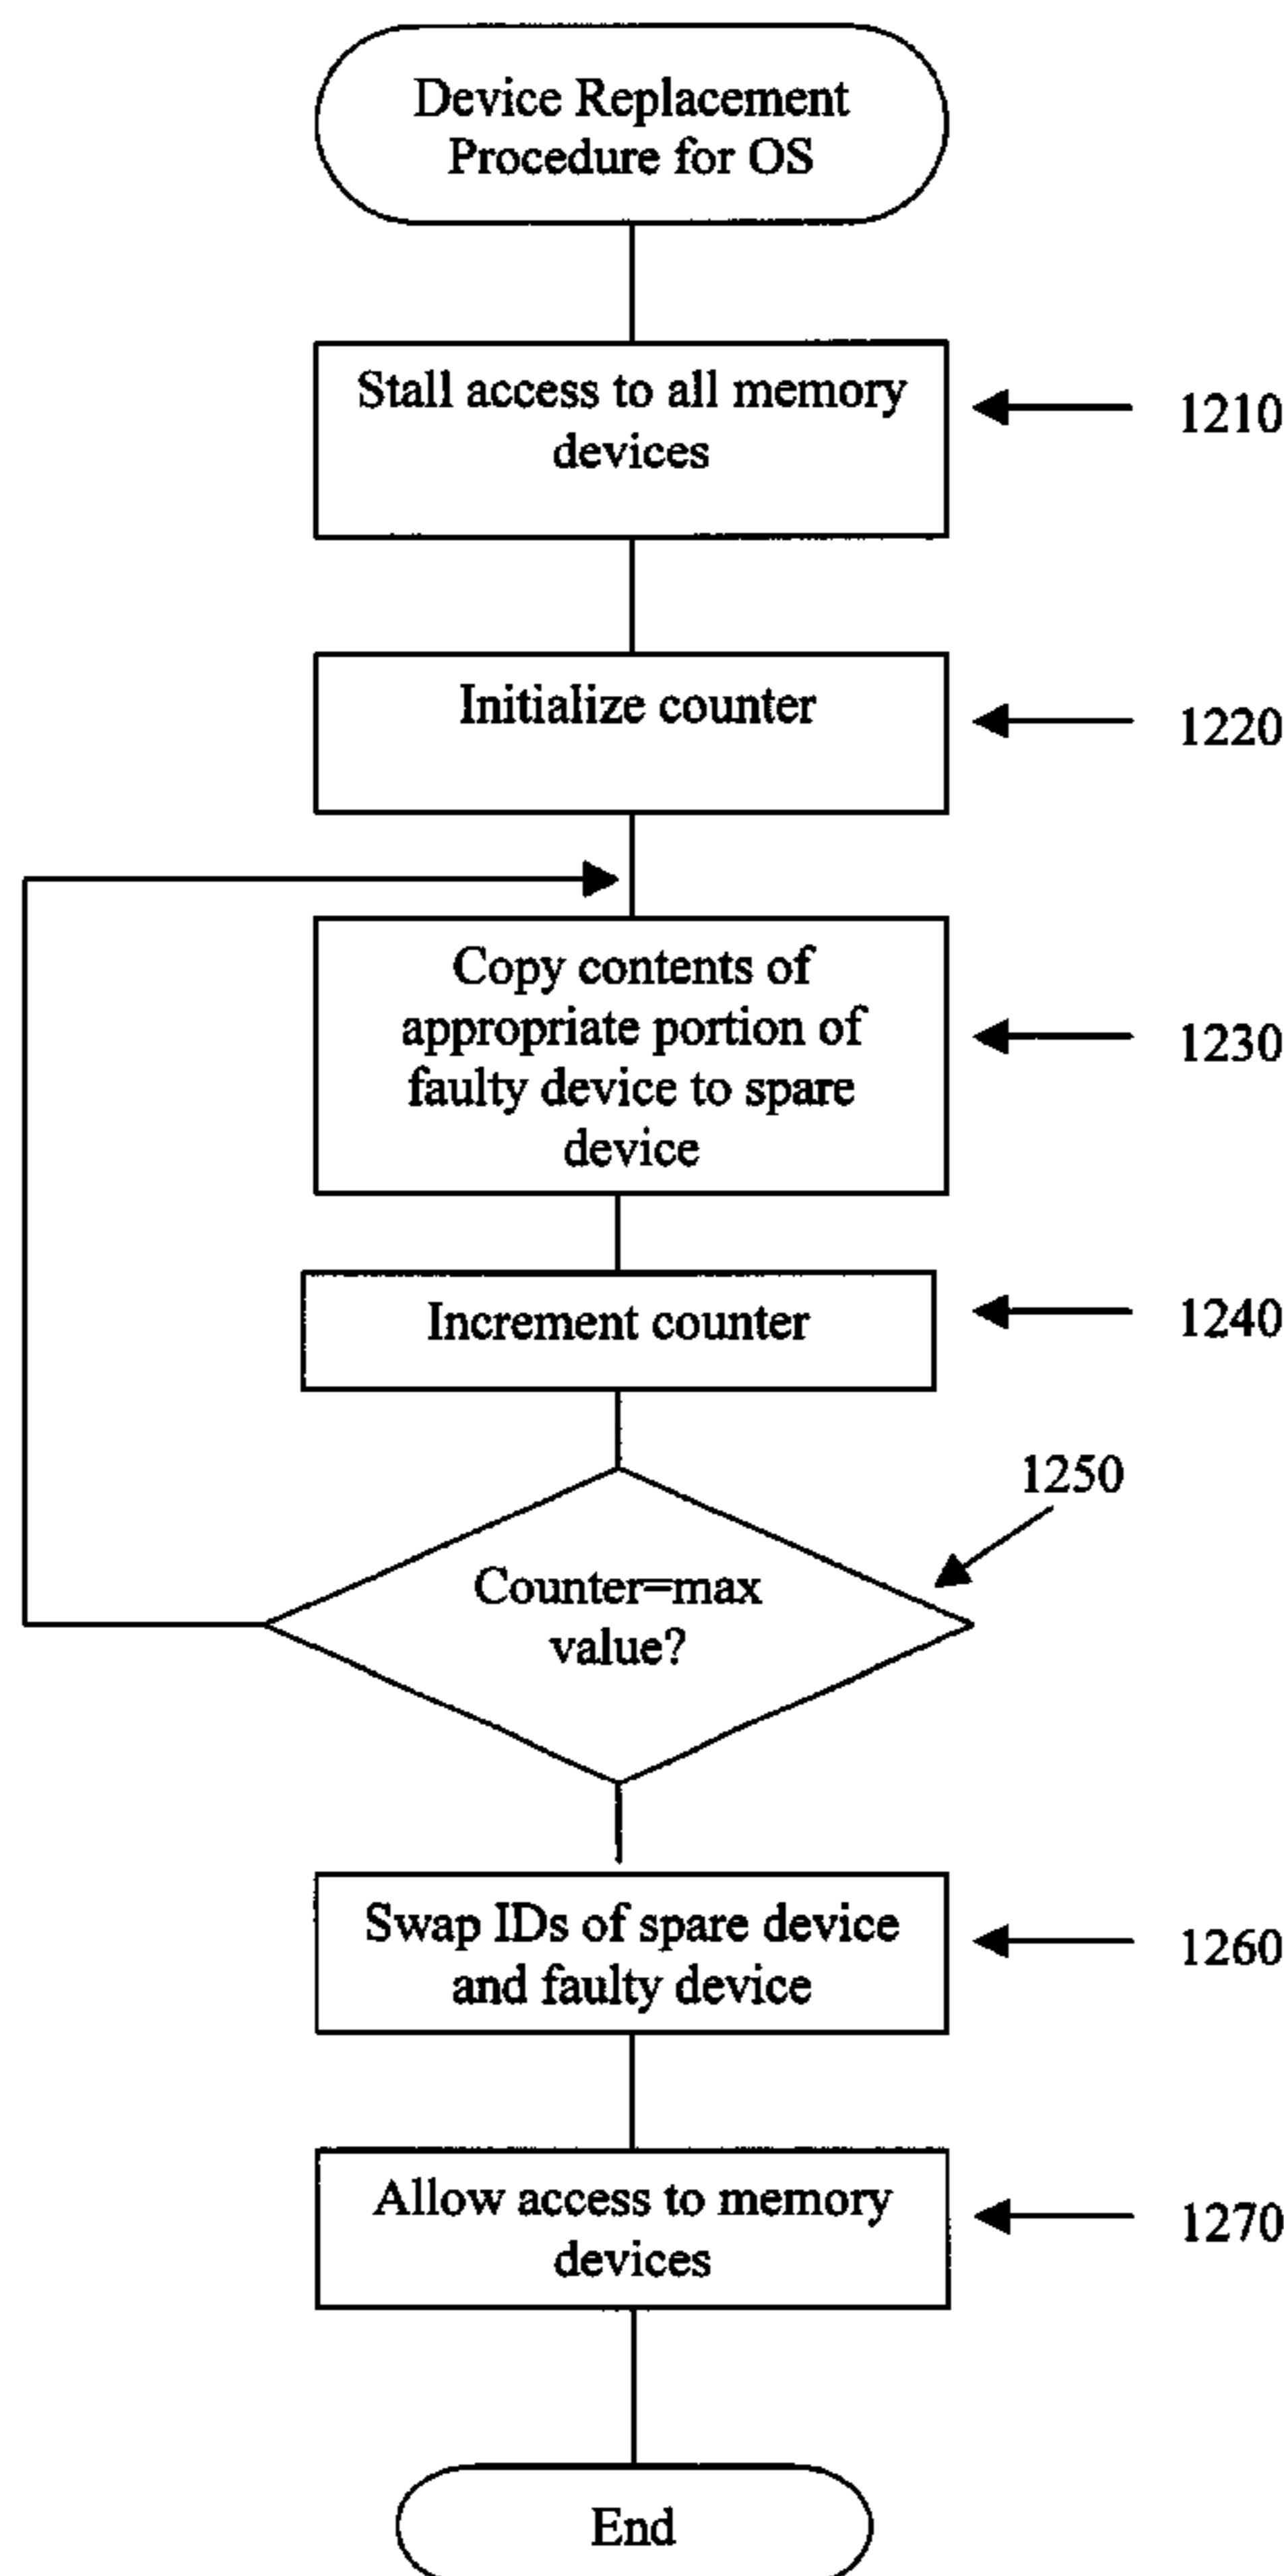 Device Replacement
Procedure for OS
Stall access to all memory
devices
1210
Initialize counter
1220
Copy contents of
appropriate portion of
faulty device to spare
device
1230
Increment counter
1240
1250
Counter=max
value?
Swap IDs of spare device
and faulty device
1260
Allow access to memory
devices
1270
End